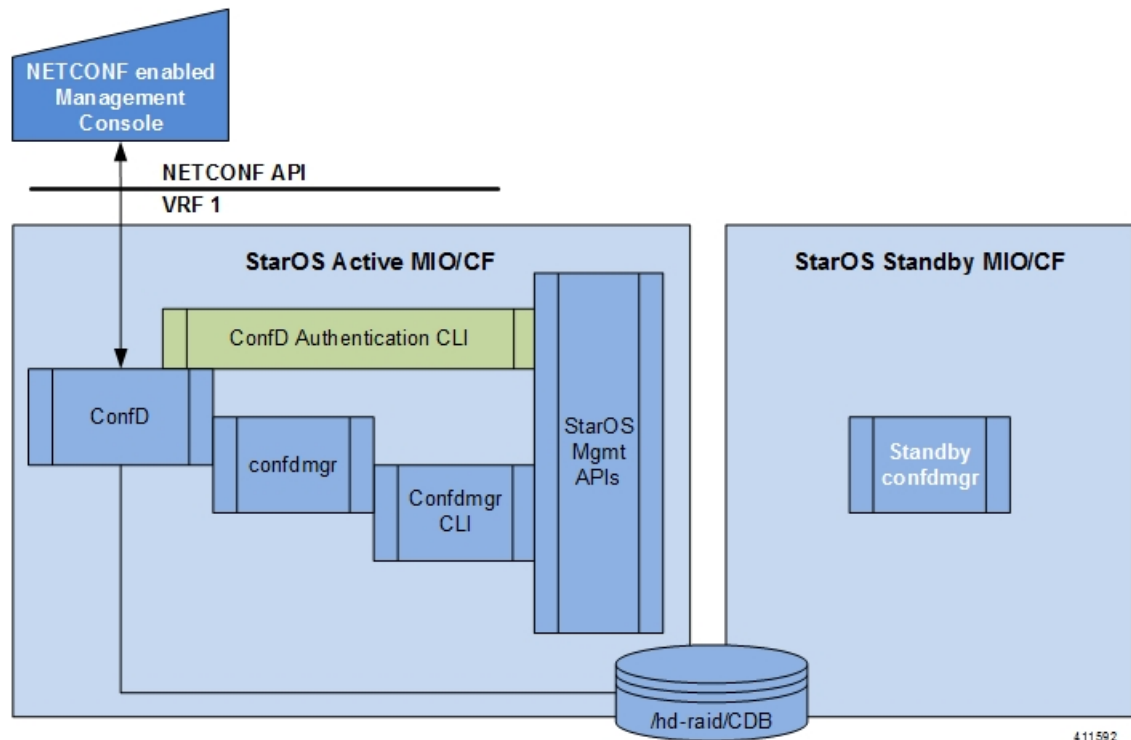 NETCONF enabled
Management
Console
NETCONF API
VRF 1
StarOS Active MIO/CF
StarOS Standby MIO/CF
ConfD Authentication CLI
ConfD
confdmgr
Confdmgr
CLI
StarOS
Mgmt
APIs
Standby
confdmgr
/hd-raid/CDB
411592